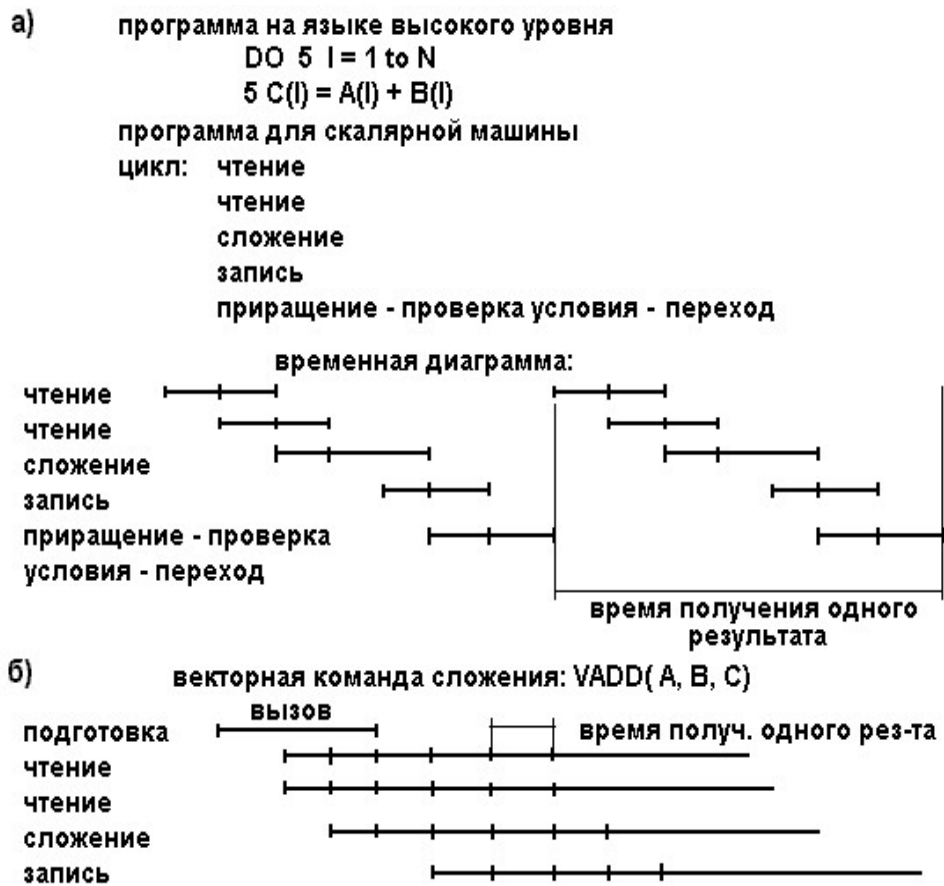 а) программа на языке высокого уровня
DO 5 I = 1 to N
5 C(I) = A(I) + B(I)
программа для скалярной машины
цикл: чтение
чтение
сложение
запись
приращение - проверка условия - переход
временная диаграмма:
чтение
чтение
сложение
запись
приращение - проверка
условия - переход
время получения одного
результата
б) векторная команда сложения: VADD( A, B, C)
вызов
подготовка
время получ. одного рез-та
чтение
чтение
сложение
запись